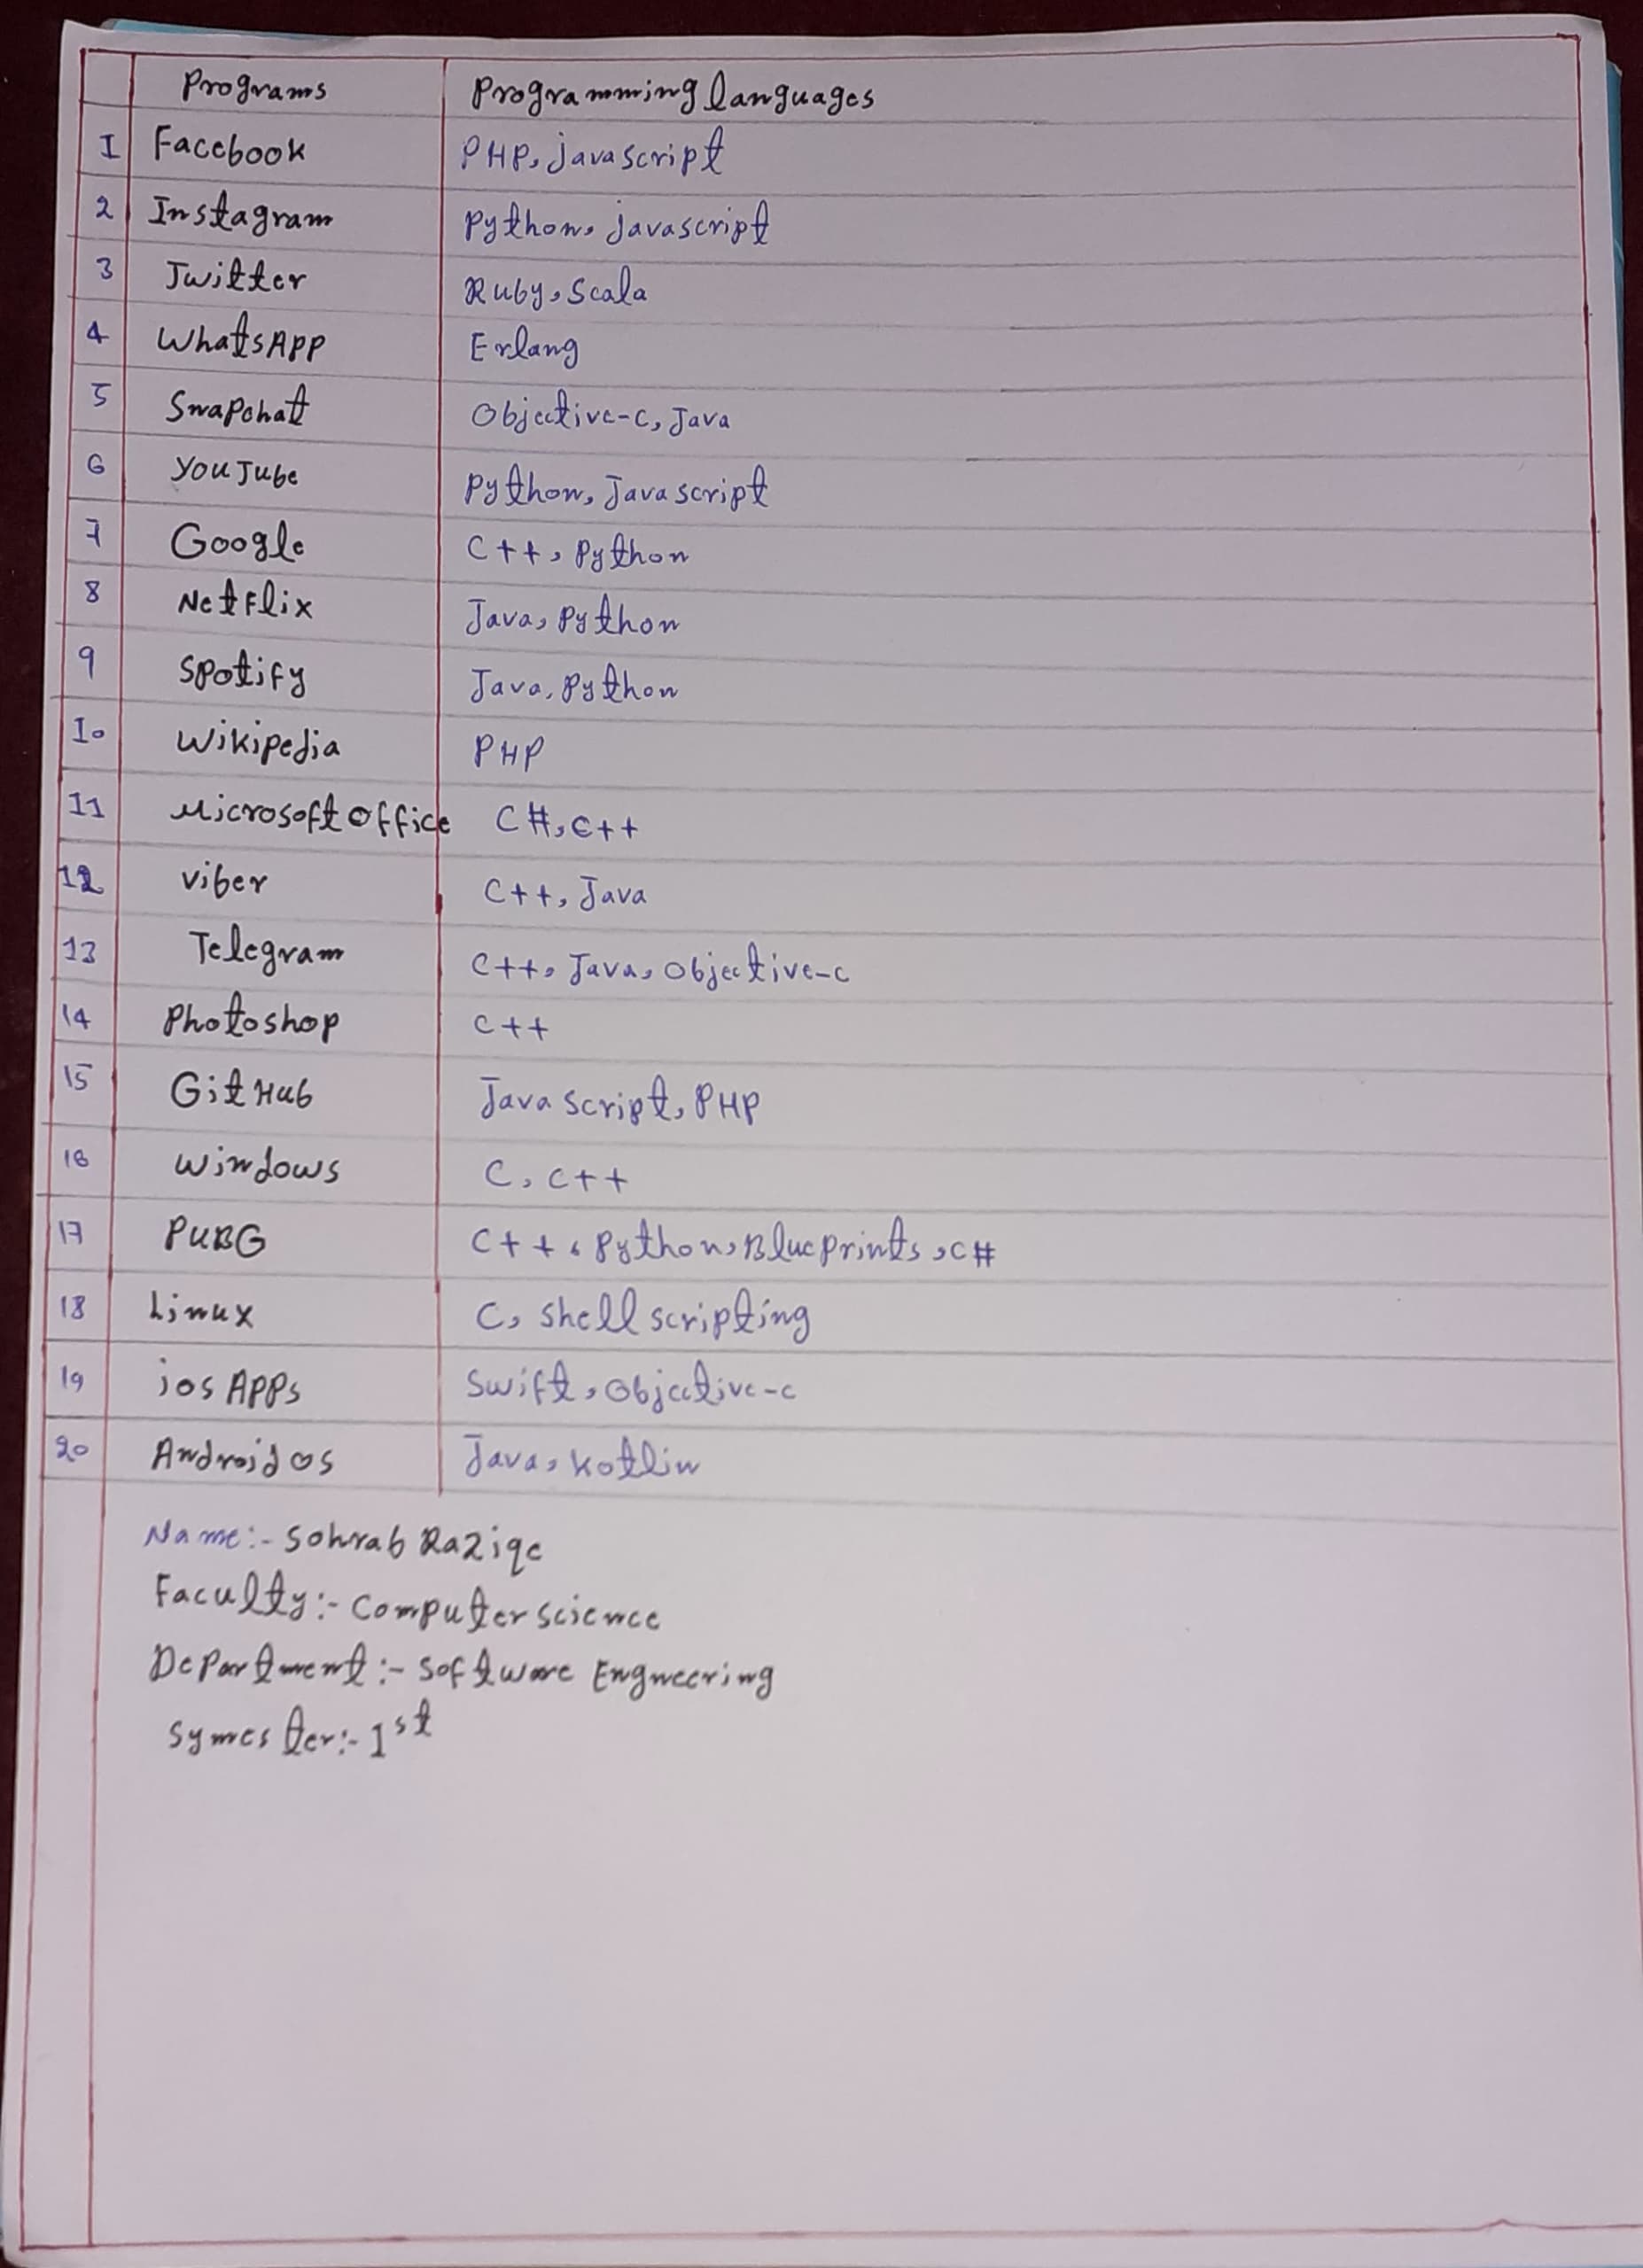 Programs Programming languages
1 Facebook PHP, javascript
2 Instagram Python, javascript
3 Twitter Ruby, Scala
4 WhatsApp Erlang
5 Snapchat Objective-C, Java
6 YouTube Python, Javascript
7 Google C++, Python
8 Netflix Java, Python
9 Spotify Java, Python
10 Wikipedia PHP
11 Microsoft office C#, C++
12 Viber C++, Java
13 Telegram C++, Java, Objective-C
14 Photoshop C++
15 GitHub Java script, PHP
16 Windows C, C++
17 PUBG C++, Python, Blueprints, C#
18 Linux C, Shell scripting
19 ios APPs Swift, Objective-c
20 Android os Java, Kotlin
Name:- Sohrab Raziqe
Faculty:- Computer science
Department:- Software Engneering
Symester:- 1st